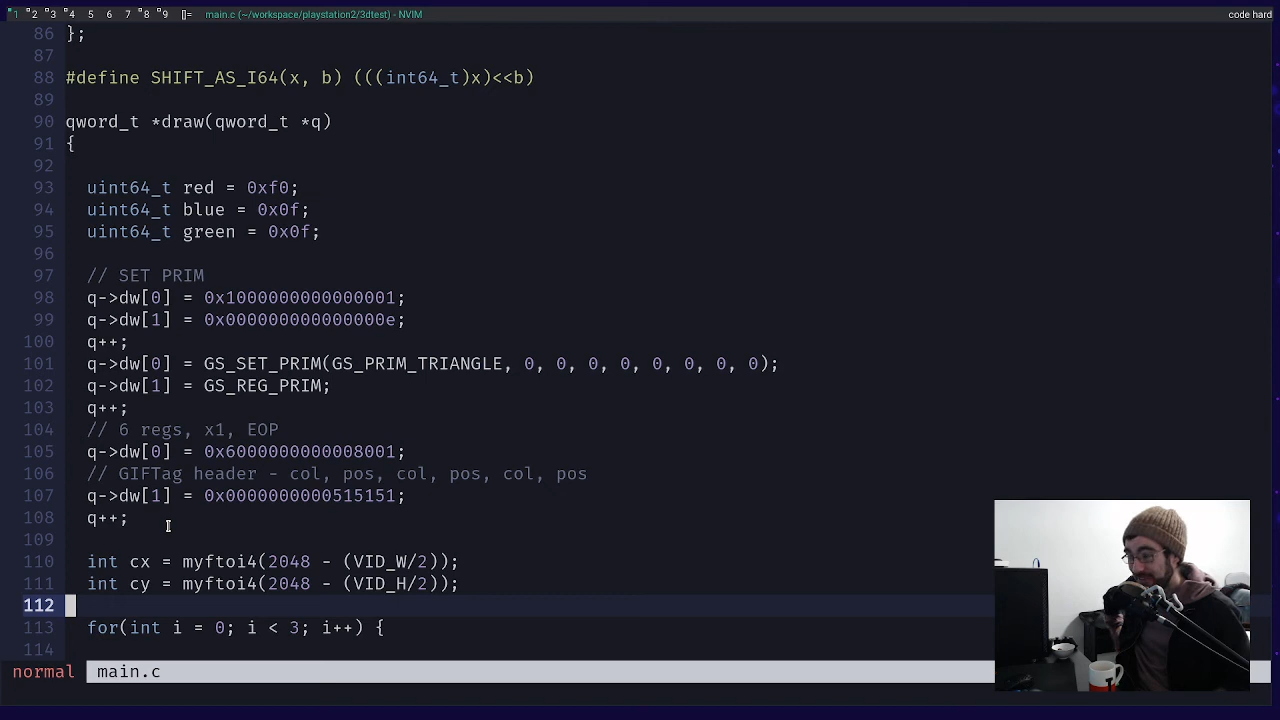 1 2 3 4 5 6 7 8 9 []= main.c (~/workspace/playstation2/3dtest) - NVIM code hard
86 };
87
88 #define SHIFT_AS_I64(x, b) (((int64_t)x)<<b)
89
90 qword_t *draw(qword_t *q)
91 {
92
93 uint64_t red = 0xf0;
94 uint64_t blue = 0x0f;
95 uint64_t green = 0x0f;
96
97 // SET PRIM
98 q->dw[0] = 0x1000000000000001;
99 q->dw[1] = 0x000000000000000e;
100 q++;
101 q->dw[0] = GS_SET_PRIM(GS_PRIM_TRIANGLE, 0, 0, 0, 0, 0, 0, 0, 0);
102 q->dw[1] = GS_REG_PRIM;
103 q++;
104 // 6 regs, x1, EOP
105 q->dw[0] = 0x6000000000008001;
106 // GIFTag header - col, pos, col, pos, col, pos
107 q->dw[1] = 0x0000000000515151;
108 q++;
109
110 int cx = myftoi4(2048 - (VID_W/2));
111 int cy = myftoi4(2048 - (VID_H/2));
112
113 for(int i = 0; i < 3; i++) {
114
normal main.c